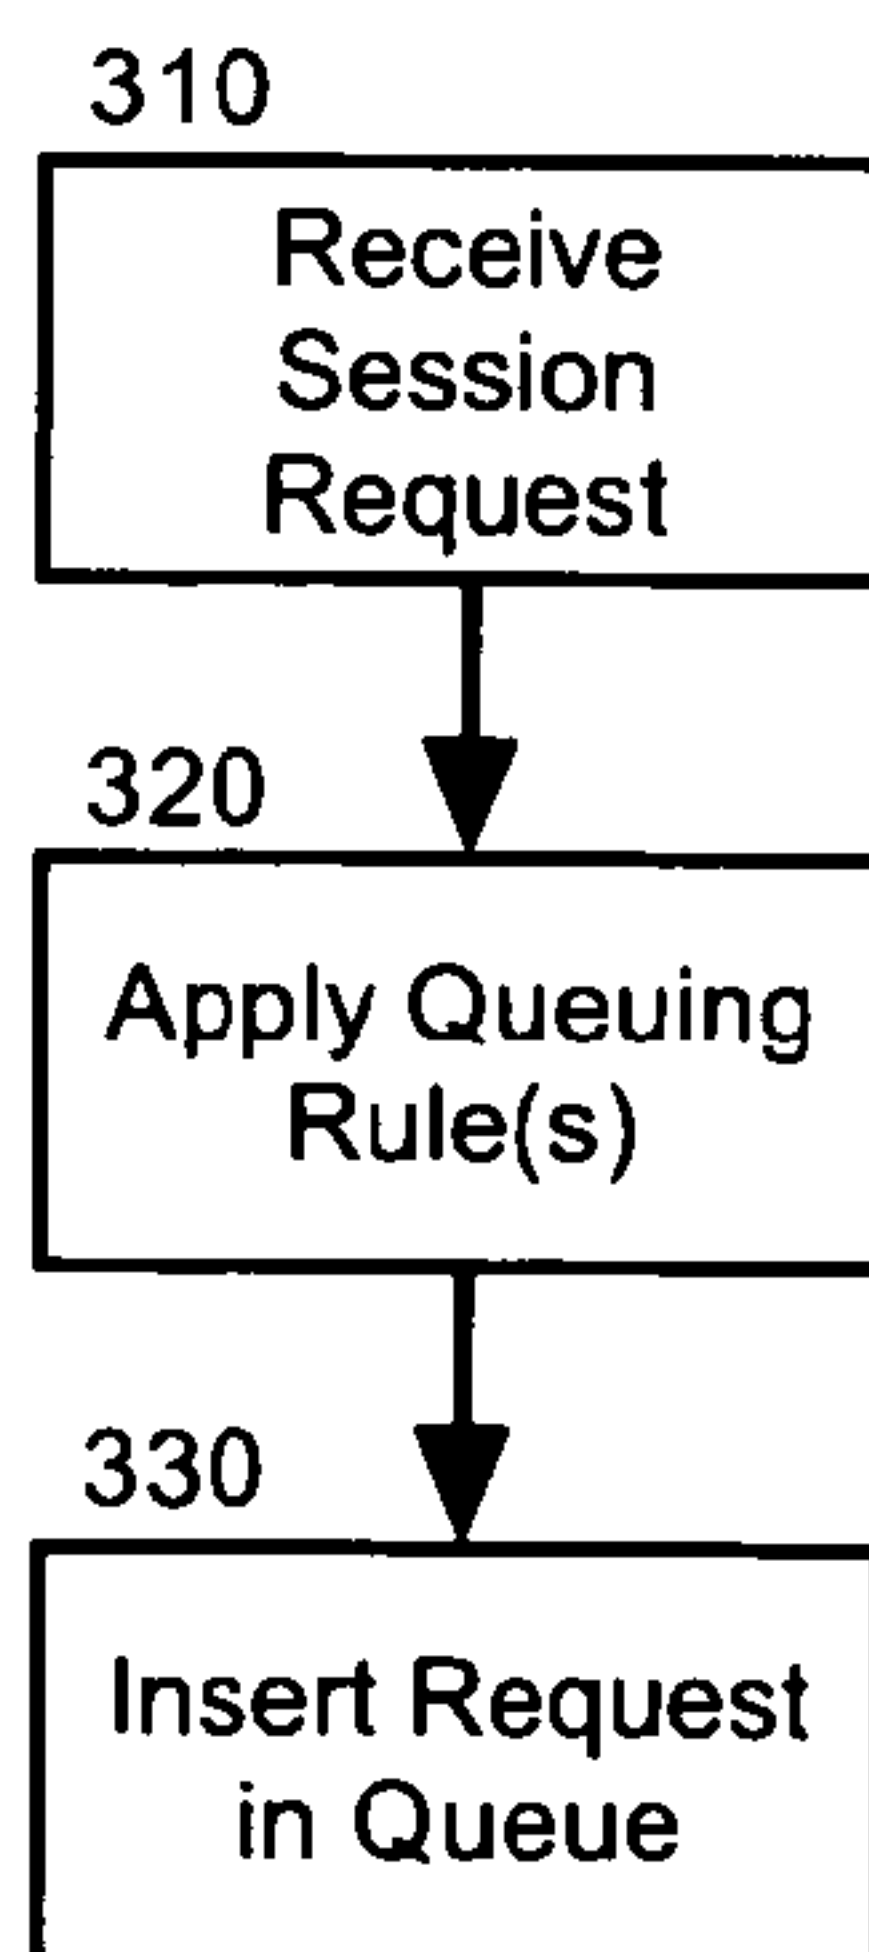 310
Receive
Session
Request
320
Apply Queuing
Rule(s)
330
Insert Request
in Queue